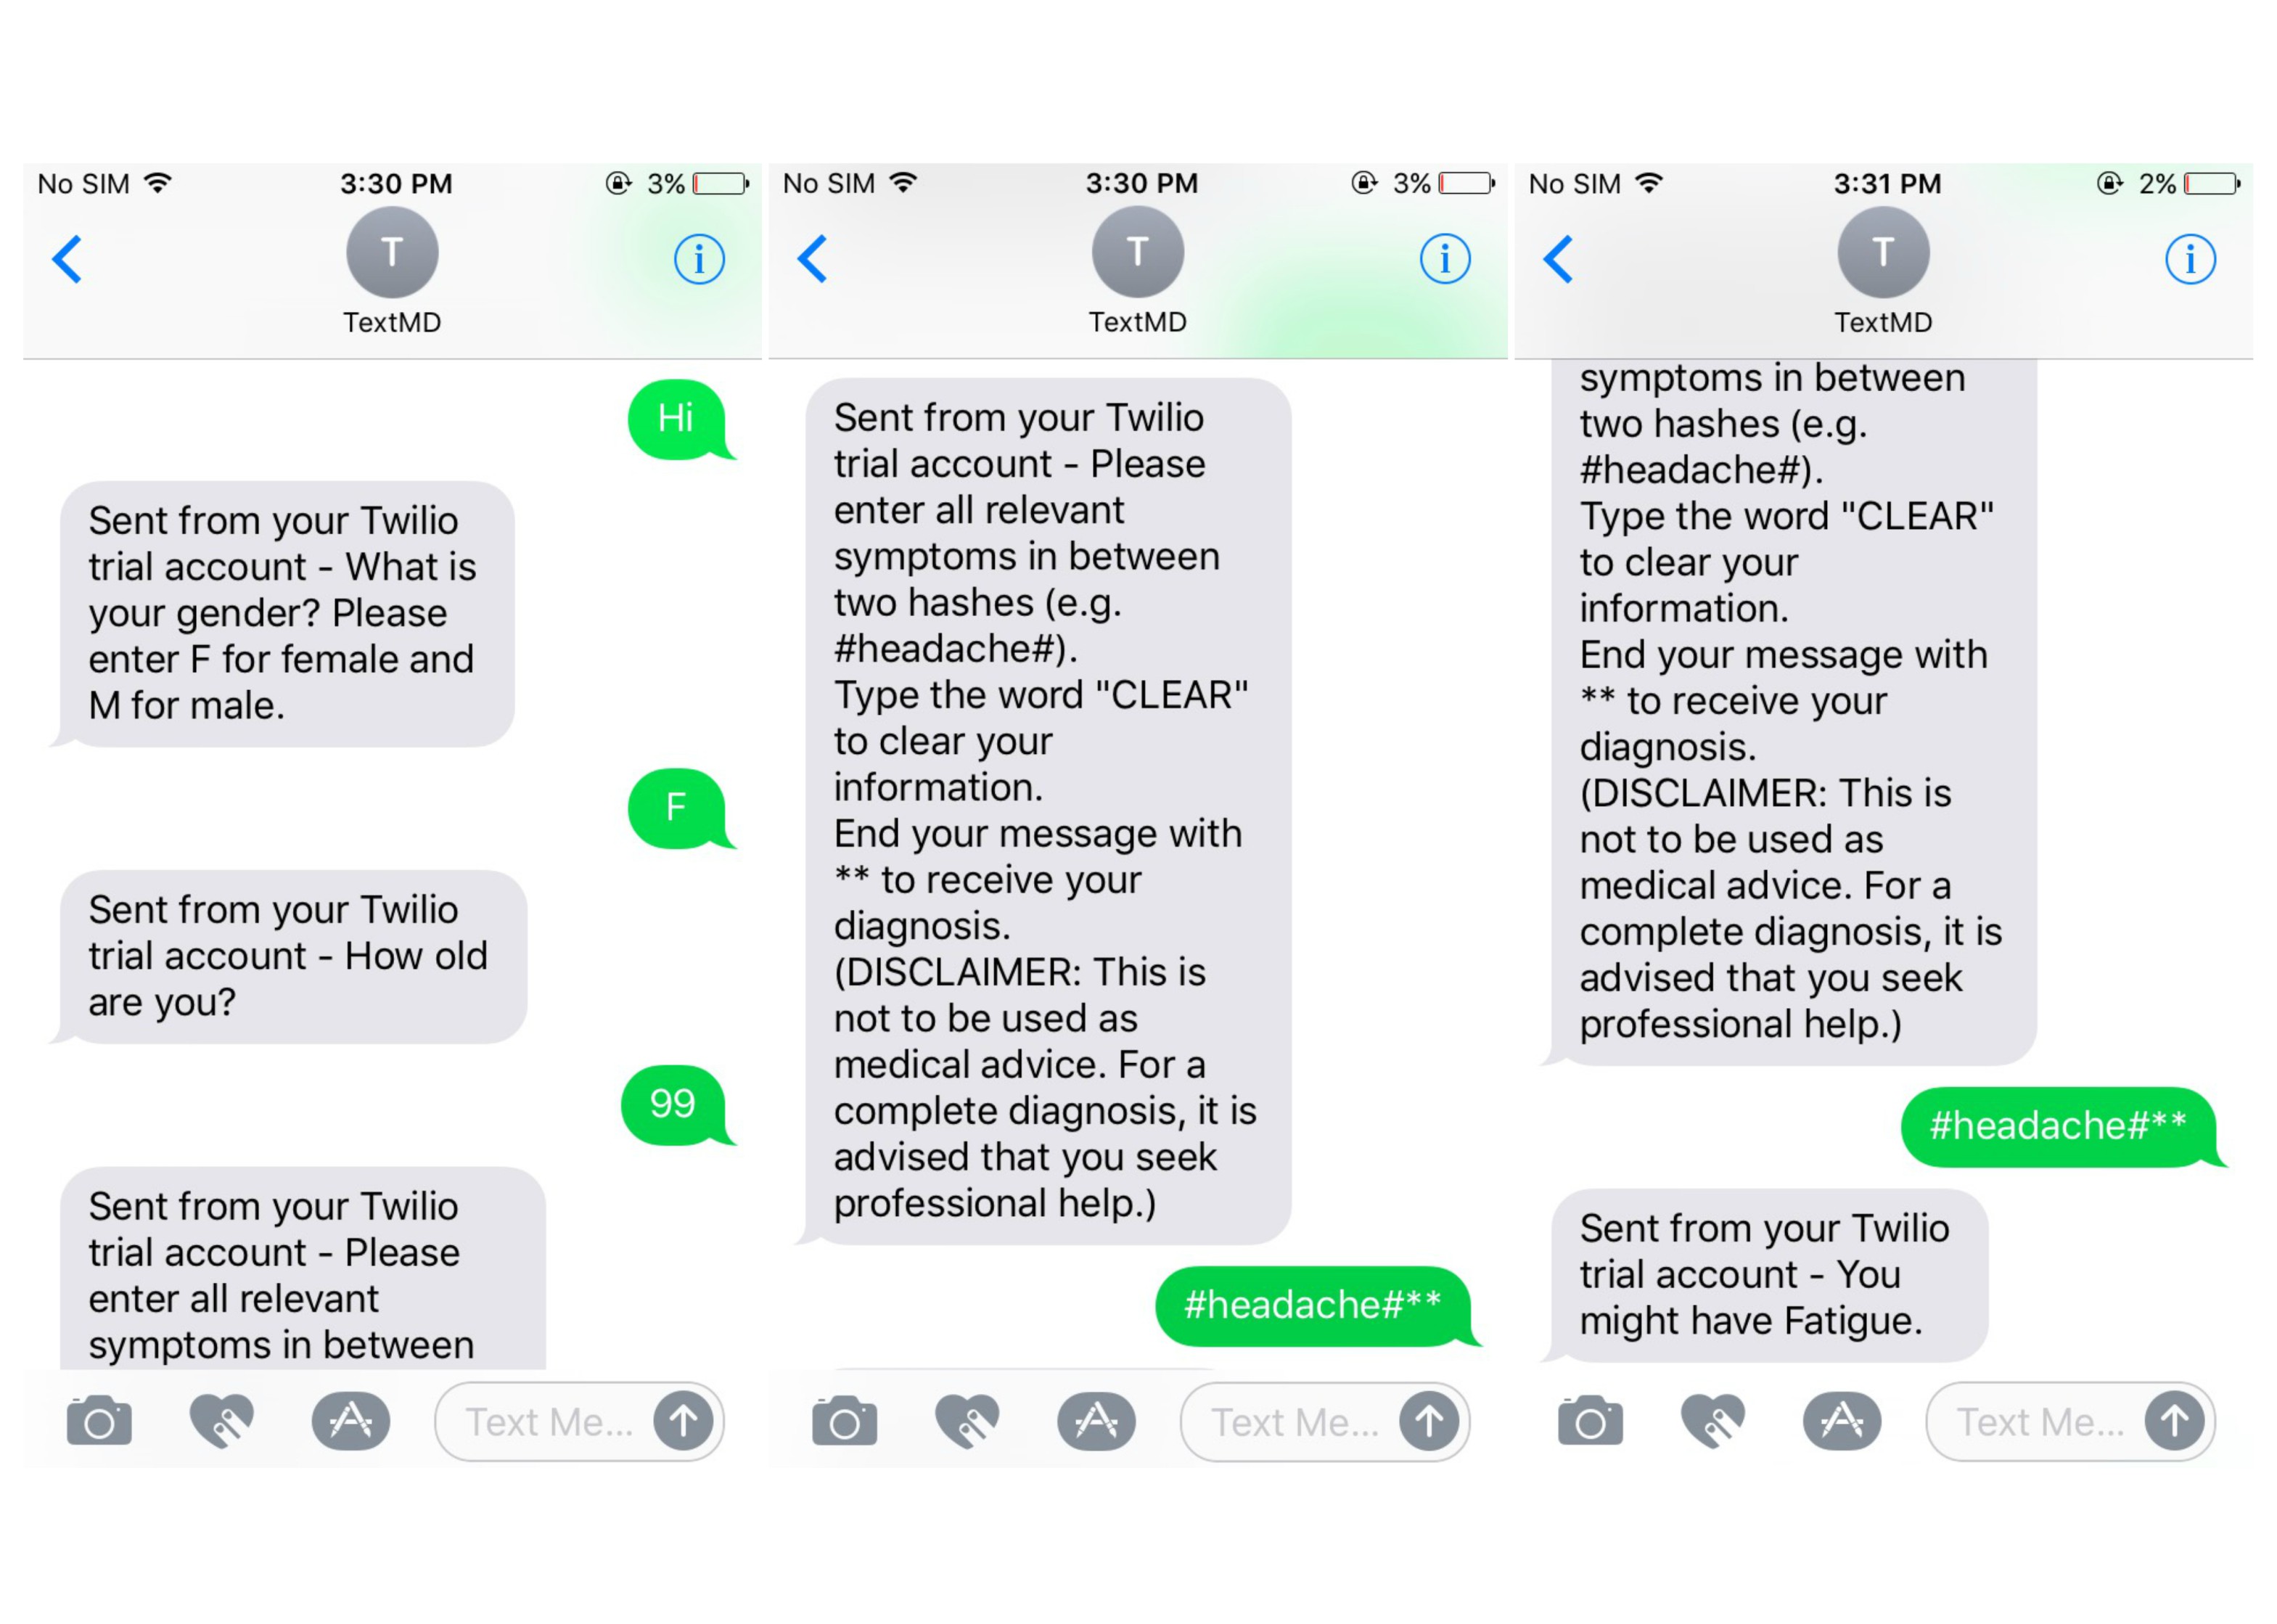 No SIM 3:30 PM 3%
T
TextMD
Hi
Sent from your Twilio
trial account - What is
your gender? Please
enter F for female and
M for male.
F
Sent from your Twilio
trial account - How old
are you?
99
Sent from your Twilio
trial account - Please
enter all relevant
symptoms in between
Text Me...
No SIM 3:30 PM 3%
T
TextMD
Sent from your Twilio
trial account - Please
enter all relevant
symptoms in between
two hashes (e.g.
#headache#).
Type the word "CLEAR"
to clear your
information.
End your message with
** to receive your
diagnosis.
(DISCLAIMER: This is
not to be used as
medical advice. For a
complete diagnosis, it is
advised that you seek
professional help.)
#headache#**
Text Me...
No SIM 3:31 PM 2%
T
TextMD
symptoms in between
two hashes (e.g.
#headache#).
Type the word "CLEAR"
to clear your
information.
End your message with
** to receive your
diagnosis.
(DISCLAIMER: This is
not to be used as
medical advice. For a
complete diagnosis, it is
advised that you seek
professional help.)
#headache#**
Sent from your Twilio
trial account - You
might have Fatigue.
Text Me...